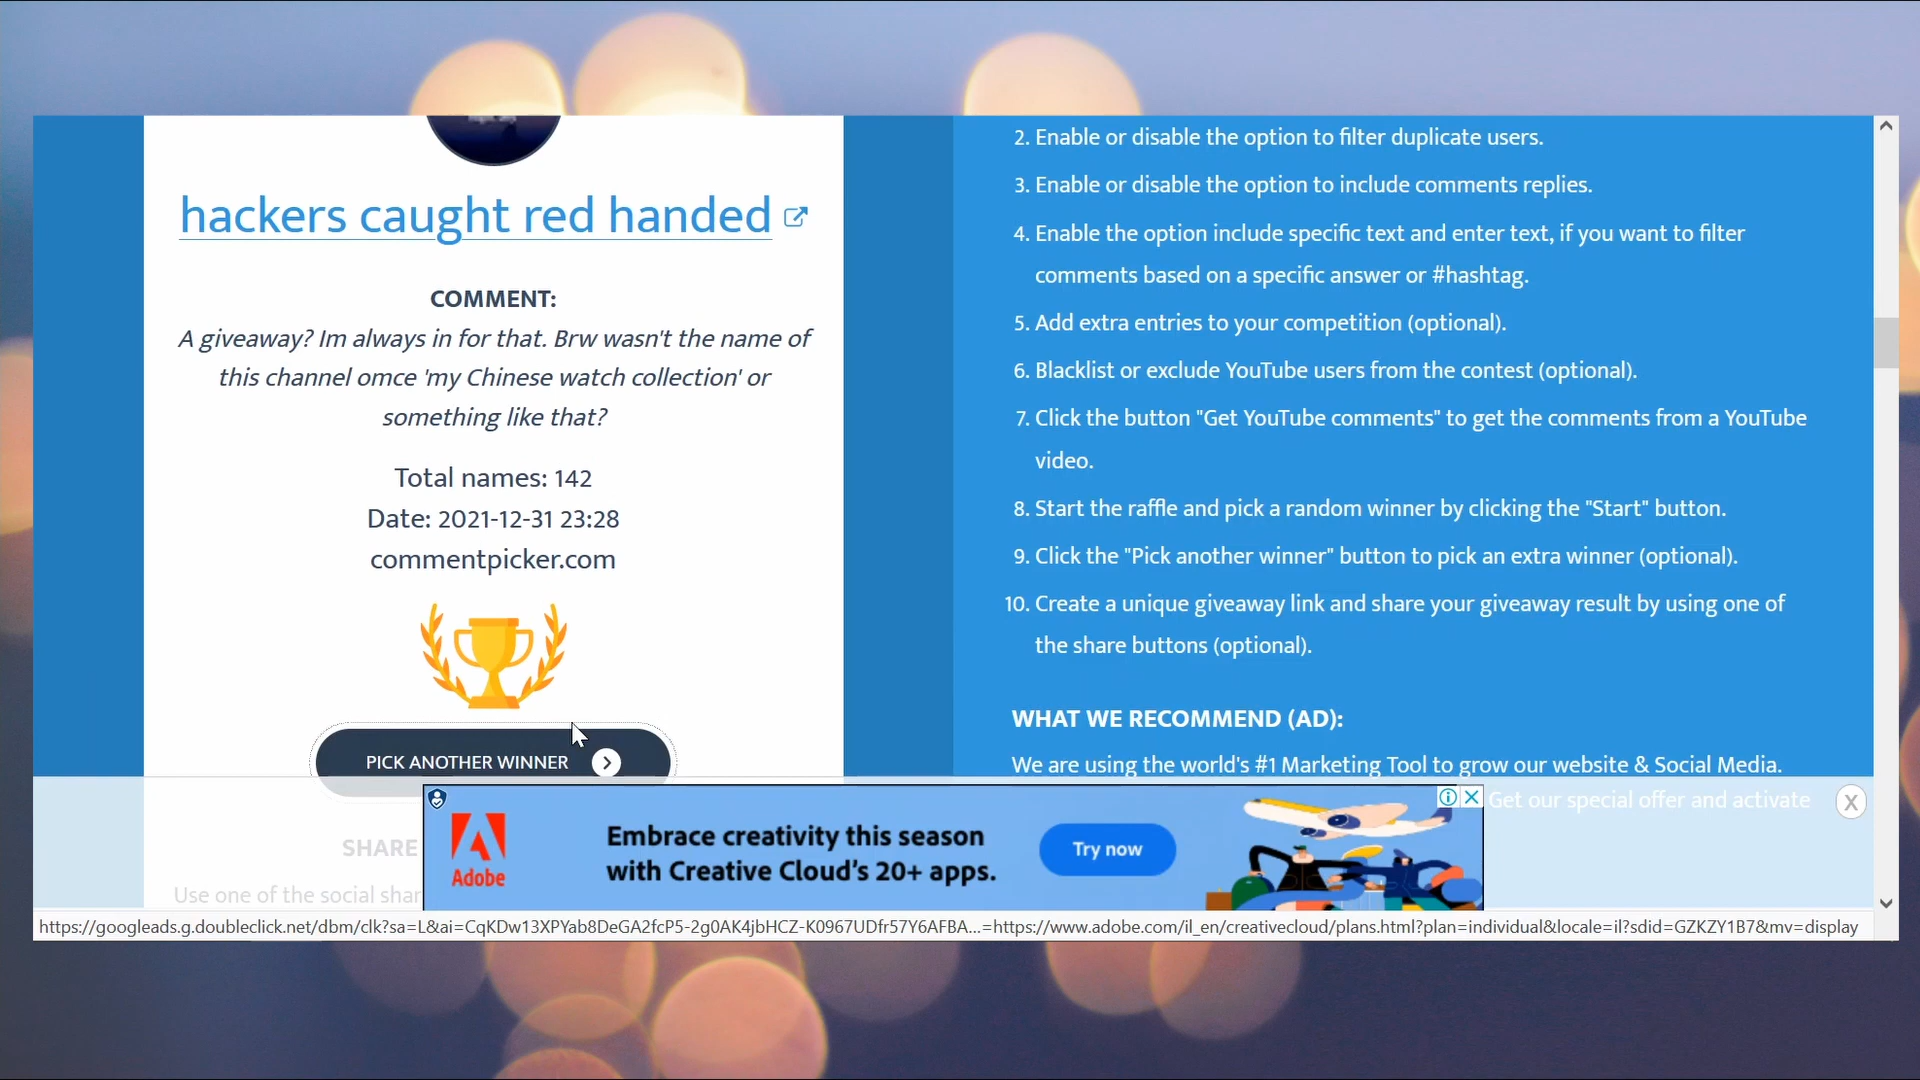 hackers caught red handed
COMMENT:
A giveaway? Im always in for that. Brw wasn't the name of
this channel omce 'my Chinese watch collection' or
something like that?
Total names: 142
Date: 2021-12-31 23:28
commentpicker.com
PICK ANOTHER WINNER
SHARE
Use one of the social shar
2. Enable or disable the option to filter duplicate users.
3. Enable or disable the option to include comments replies.
4. Enable the option include specific text and enter text, if you want to filter
comments based on a specific answer or #hashtag.
5. Add extra entries to your competition (optional).
6. Blacklist or exclude YouTube users from the contest (optional).
7. Click the button "Get YouTube comments" to get the comments from a YouTube
video.
8. Start the raffle and pick a random winner by clicking the "Start" button.
9. Click the "Pick another winner" button to pick an extra winner (optional).
10. Create a unique giveaway link and share your giveaway result by using one of
the share buttons (optional).
WHAT WE RECOMMEND (AD):
We are using the world's #1 Marketing Tool to grow our website & Social Media.
Get our special offer and activate
X
Adobe
Embrace creativity this season
with Creative Cloud's 20+ apps.
Try now
https://googleads.g.doubleclick.net/dbm/clk?sa=L&ai=CqKDw13XPYab8DeGA2fcP5-2g0AK4jbHCZ-K0967UDfr57Y6AFBA...=https://www.adobe.com/il_en/creativecloud/plans.html?plan=individual&locale=il?sdid=GZKZY1B7&mv=display